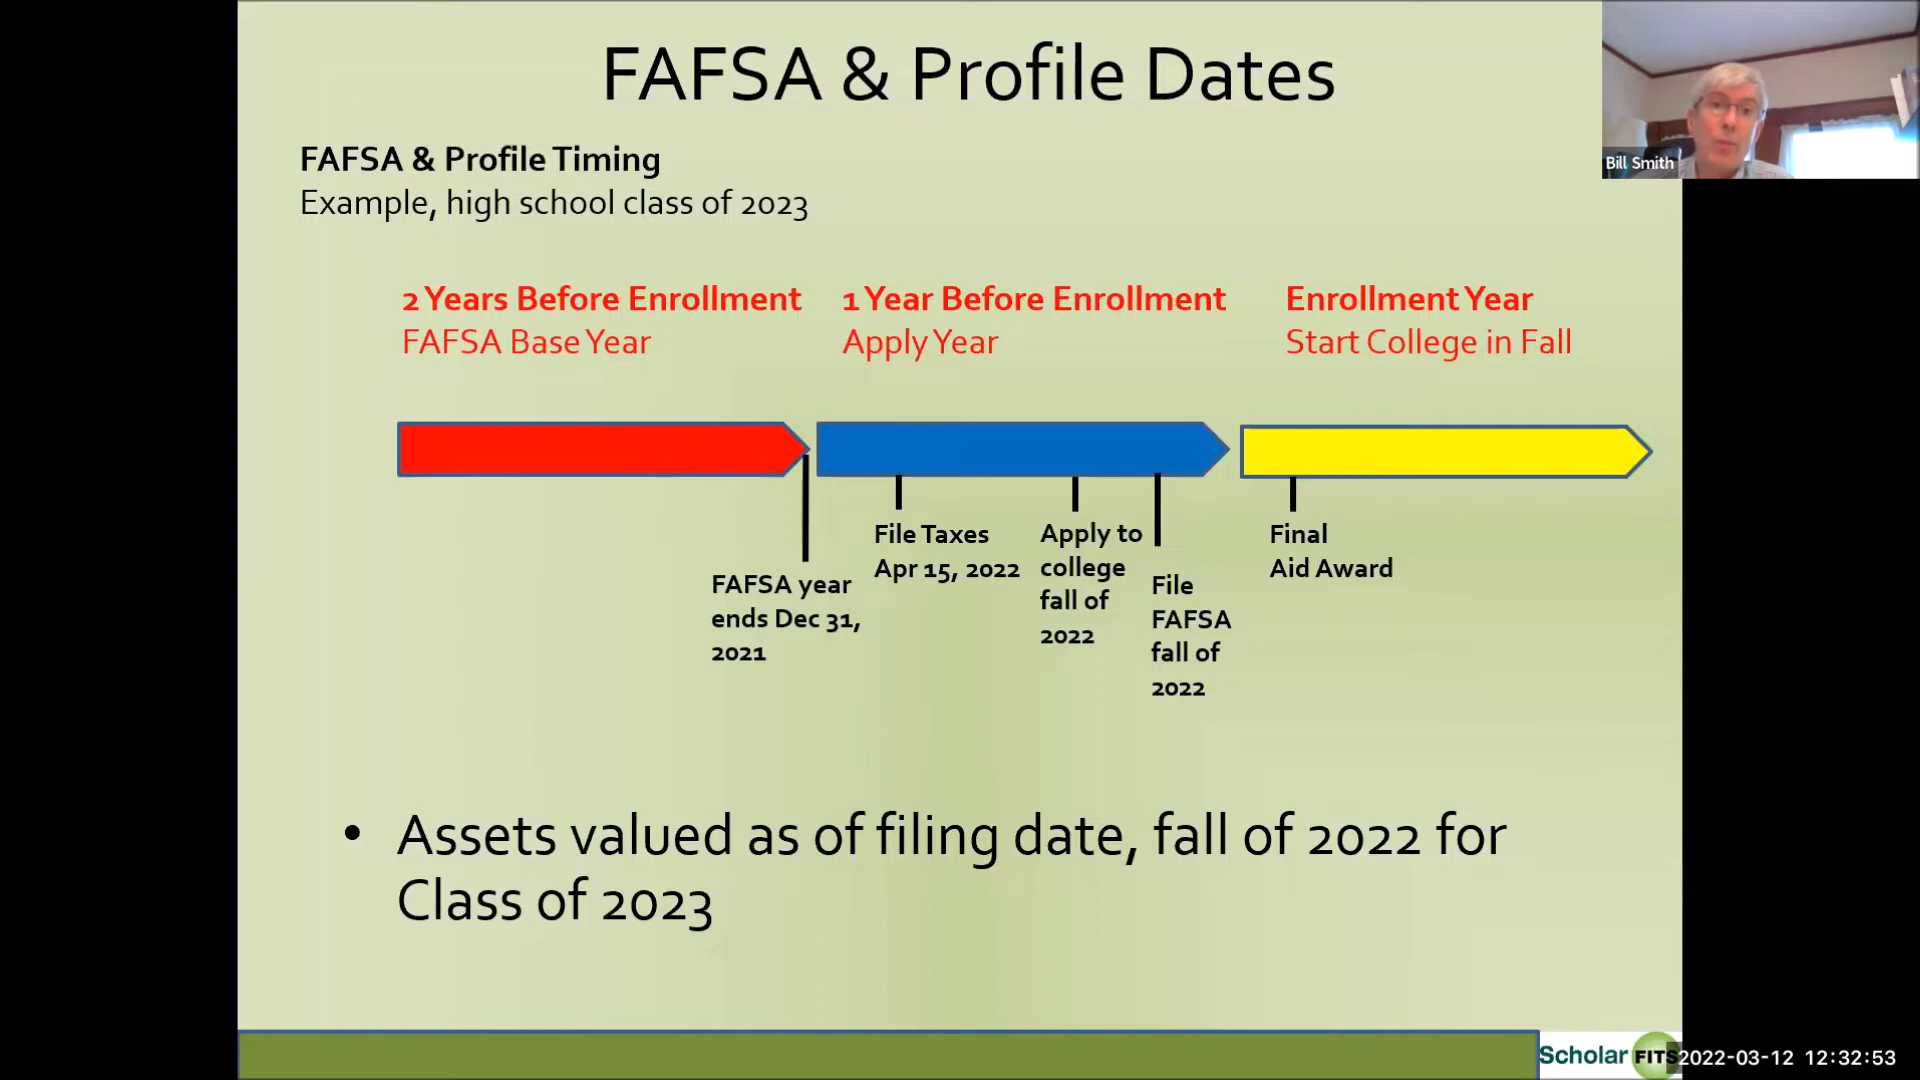 FAFSA & Profile Dates
Bill Smith
FAFSA & Profile Timing
Example, high school class of 2023
2 Years Before Enrollment
FAFSA Base Year
1 Year Before Enrollment
Apply Year
Enrollment Year
Start College in Fall
FAFSA year
ends Dec 31,
2021
File Taxes
Apr 15, 2022
Apply to
college
fall of
2022
File
FAFSA
fall of
2022
Final
Aid Award
• Assets valued as of filing date, fall of 2022 for
Class of 2023
Scholar FITS
2022-03-12 12:32:53